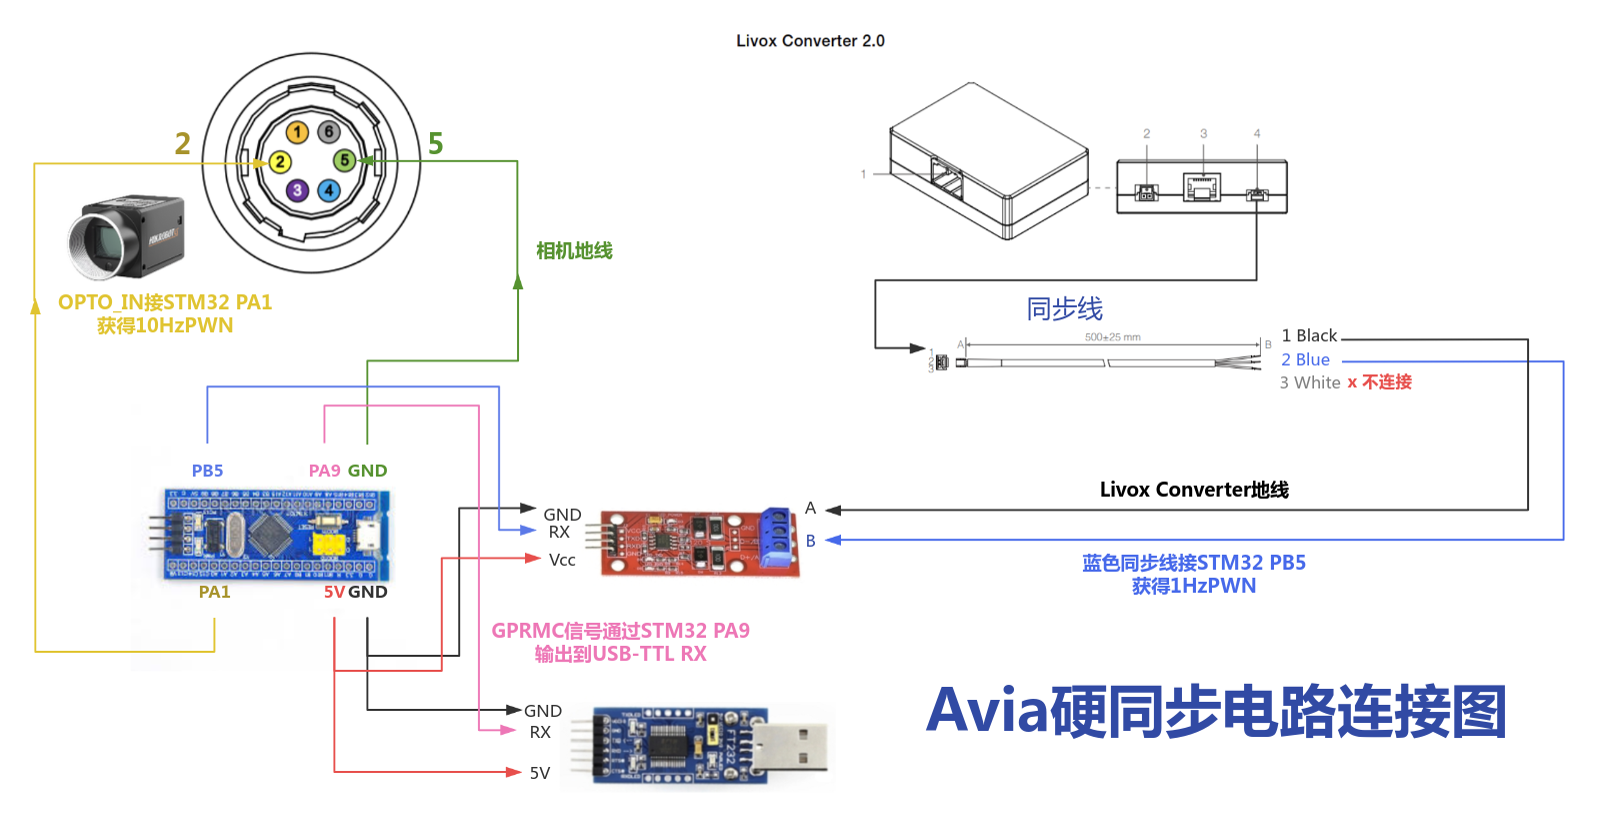 Livox Converter 2.0
2
1
6
2
5
3
4
5
1
2
3
4
相机地线
OPTO_IN接STM32 PA1
获得10HzPWN
同步线
1
2
3
A
500±25 mm
B
1 Black
2 Blue
3 White x 不连接
PB5
PA9 GND
PA1
5V GND
GND
RX
Vcc
A
B
Livox Converter地线
蓝色同步线接STM32 PB5
获得1HzPWN
GPRMC信号通过STM32 PA9
输出到USB-TTL RX
GND
RX
5V
FT232
Avia硬同步电路连接图